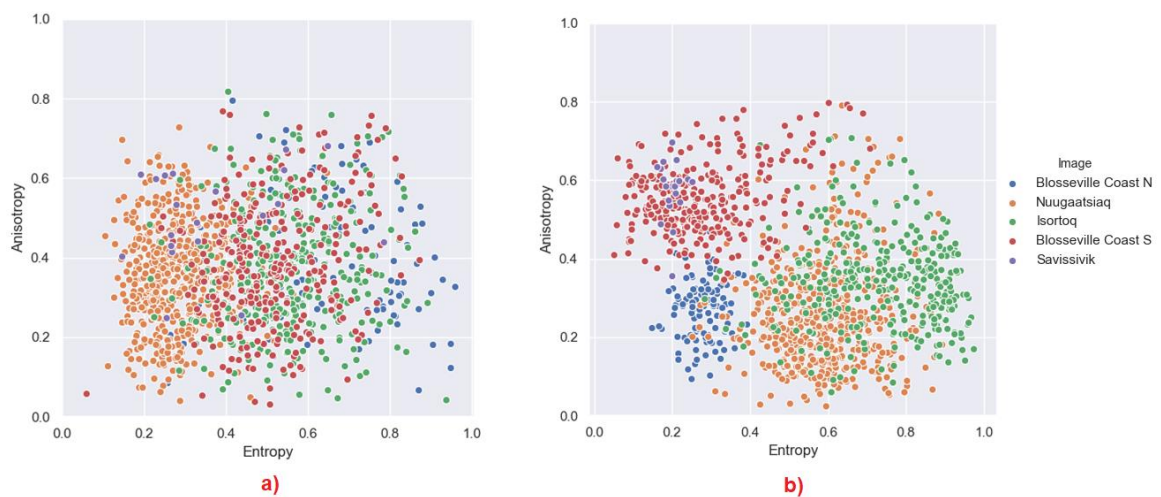 1.0
0.8
0.6
0.4
0.2
0.0
Anisotropy
0.0 0.2 0.4 0.6 0.8 1.0
Entropy
a)
1.0
0.8
0.6
0.4
0.2
0.0
Anisotropy
0.0 0.2 0.4 0.6 0.8 1.0
Entropy
b)
Image
Blosseville Coast N
Nuugaatsiaq
Isortoq
Blosseville Coast S
Savissivik